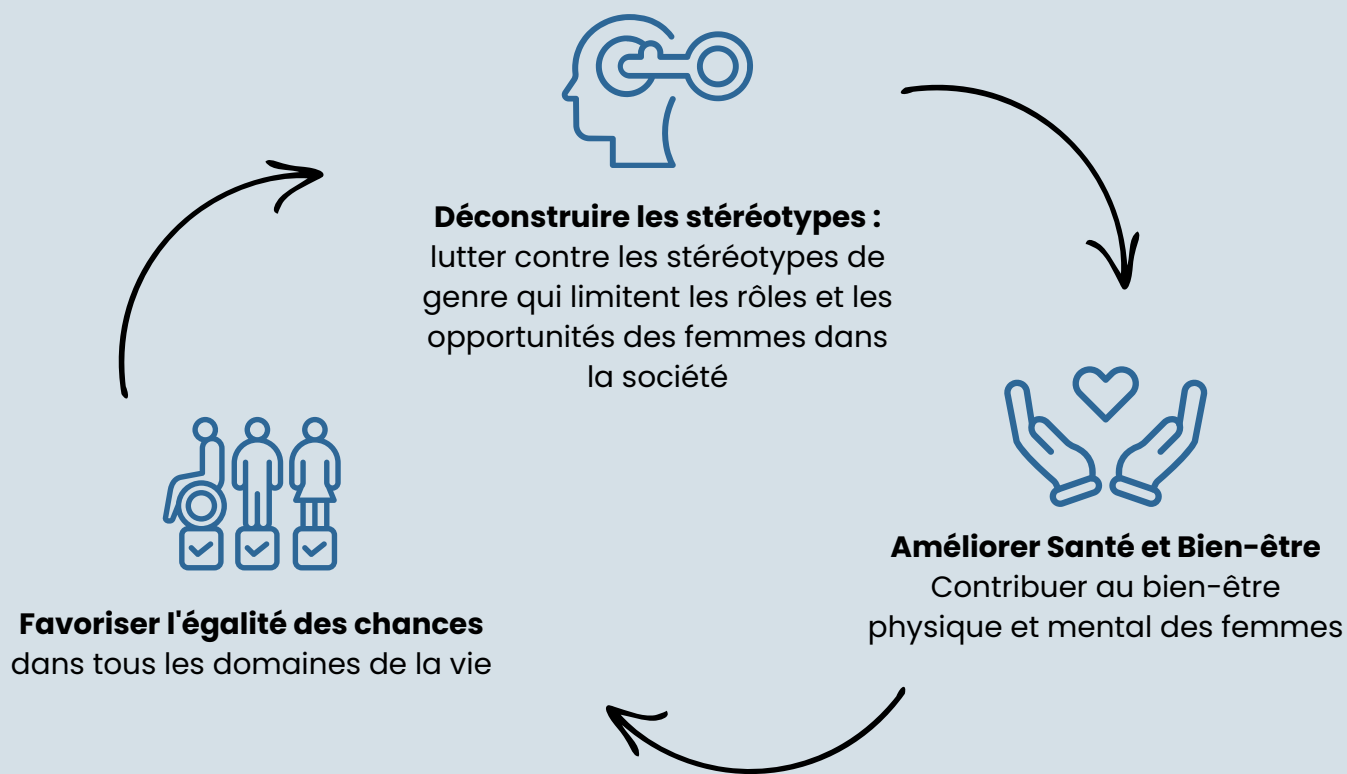 Déconstruire les stéréotypes :
lutter contre les stéréotypes de
genre qui limitent les rôles et les
opportunités des femmes dans
la société
Améliorer Santé et Bien-être
Contribuer au bien-être
physique et mental des femmes
Favoriser l'égalité des chances
dans tous les domaines de la vie